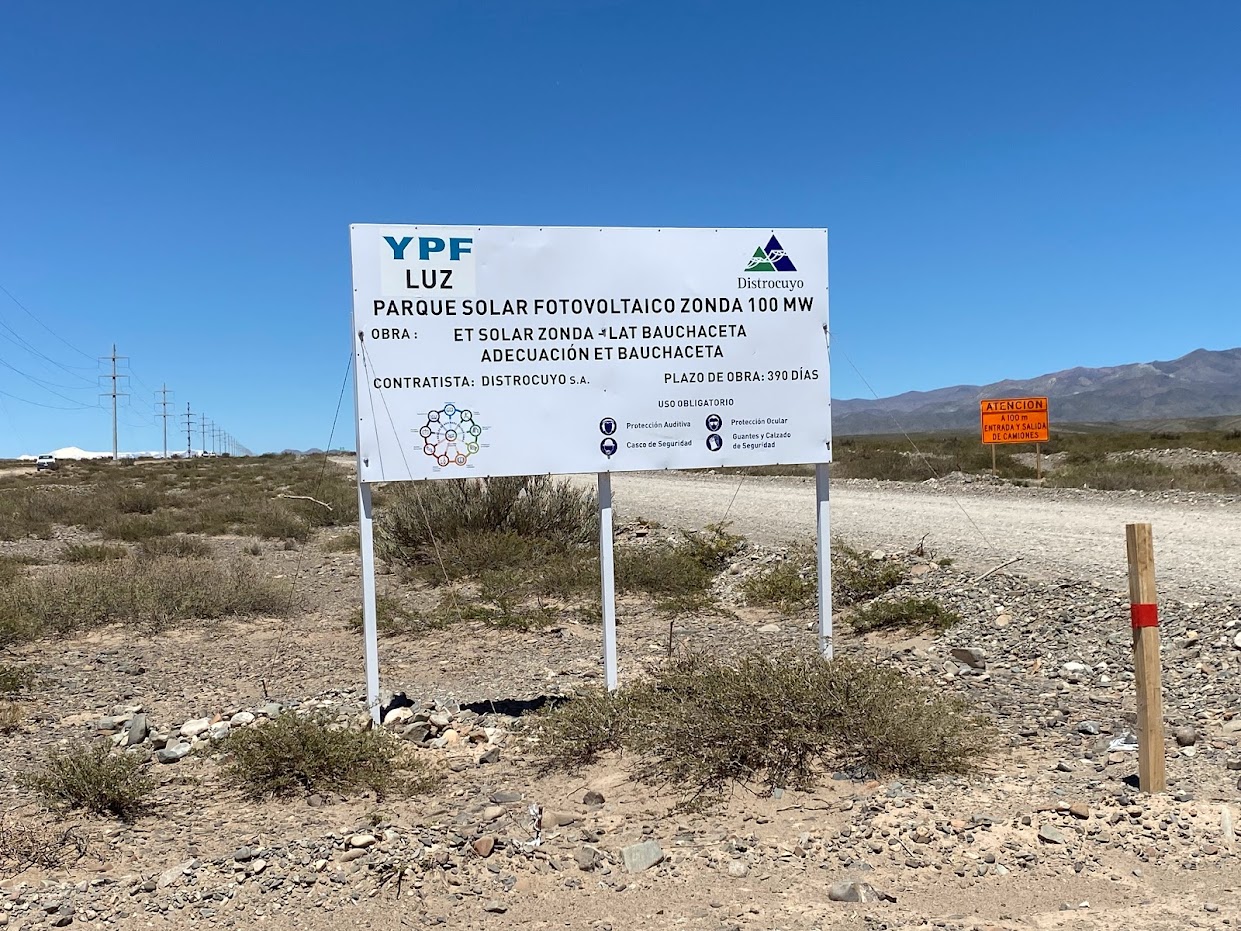 YPF
LUZ
Distrocuyo
PARQUE SOLAR FOTOVOLTAICO ZONDA 100 MW
OBRA : ET SOLAR ZONDA - LAT BAUCHACETA
ADECUACIÓN ET BAUCHACETA
CONTRATISTA: DISTROCUYO S.A. PLAZO DE OBRA: 390 DÍAS
USO OBLIGATORIO
Protección Auditiva Protección Ocular
Casco de Seguridad Guantes y Calzado
de Seguridad
ATENCIÓN
A 100 m
ENTRADA Y SALIDA
DE CAMIONES